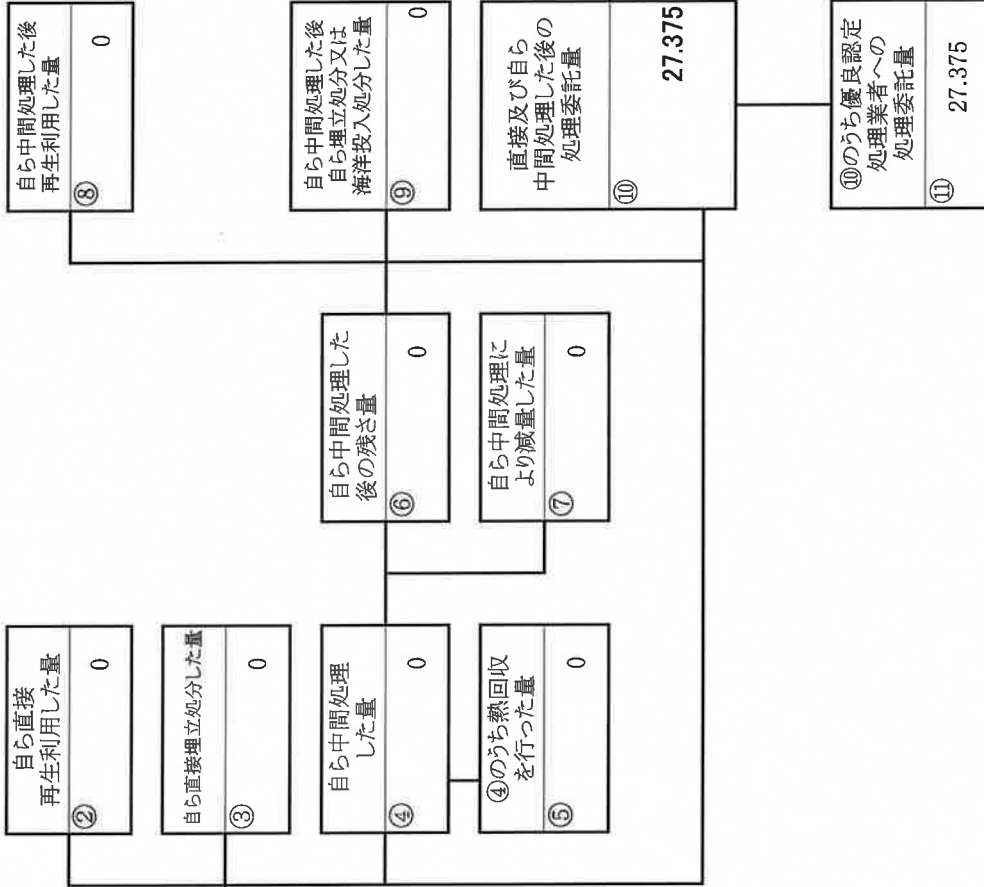 自ら直接
再生利用した量
②
0
自ら直接埋立処分した量
③
0
自ら中間処理
した量
④
0
④のうち熱回収
を行った量
⑤
0
自ら中間処理した
後の残さ量
⑥
0
自ら中間処理に
より減量した量
⑦
0
自ら中間処理した後
再生利用した量
⑧
0
自ら中間処理した後
自ら埋立処分又は
海洋投入処分した量
⑨
0
直接及び自ら
中間処理した後の
処理委託量
⑩
27.375
⑩のうち優良認定
処理業者への
処理委託量
⑪
27.375